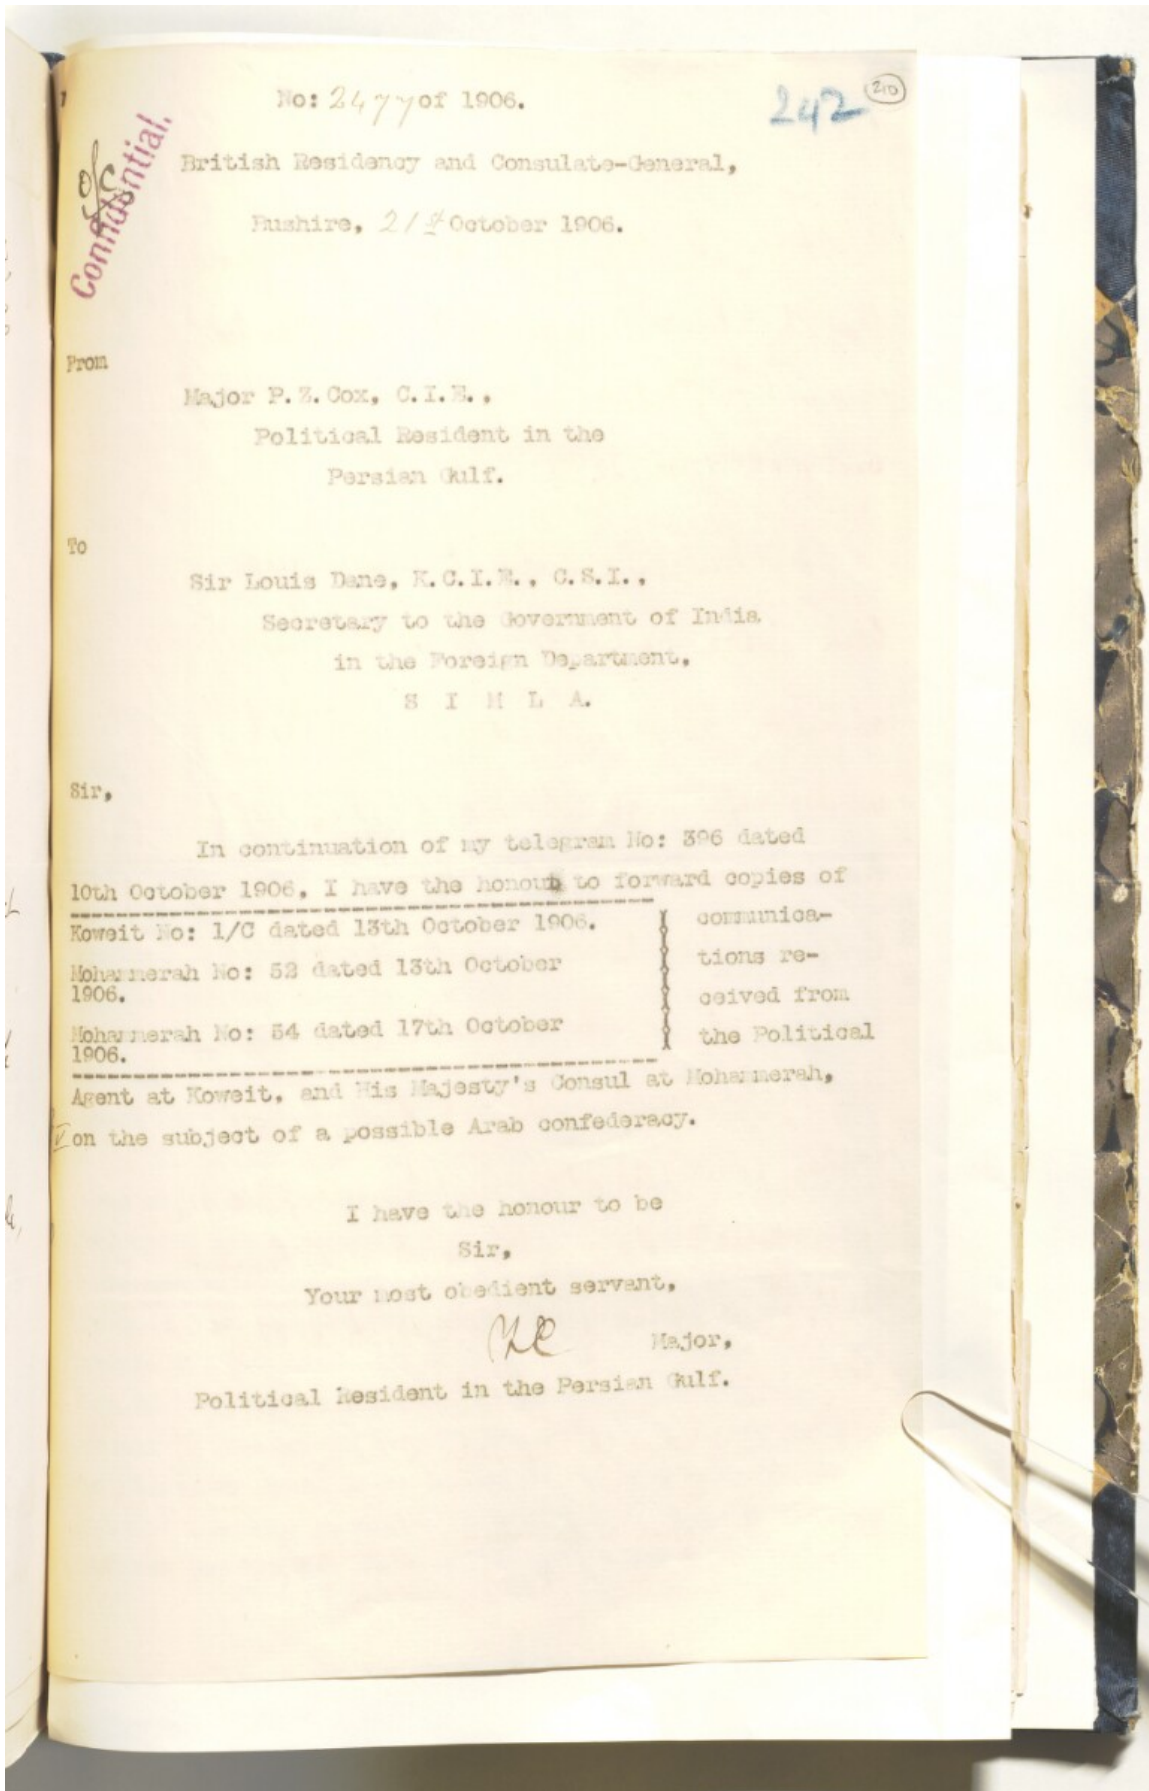 No: 2477 of 1906.
242
210
Confidential.
British Residency and Consulate-General,
Bushire, 21st October 1906.
From
Major P.Z.Cox, C.I.E.,
Political Resident in the
Persian Gulf.
To
Sir Louis Dane, K.C.I.E., C.S.I.,
Secretary to the Government of India
in the Foreign Department,
S I M L A.
Sir,
In continuation of my telegram No: 396 dated
10th October 1906, I have the honour to forward copies of
Koweit No: 1/C dated 13th October 1906.
Mohammerah No: 52 dated 13th October
1906.
Mohammerah No: 54 dated 17th October
1906.
communica-
tions re-
ceived from
the Political
Agent at Koweit, and His Majesty's Consul at Mohammerah,
on the subject of a possible Arab confederacy.
I have the honour to be
Sir,
Your most obedient servant,
Major,
Political Resident in the Persian Gulf.